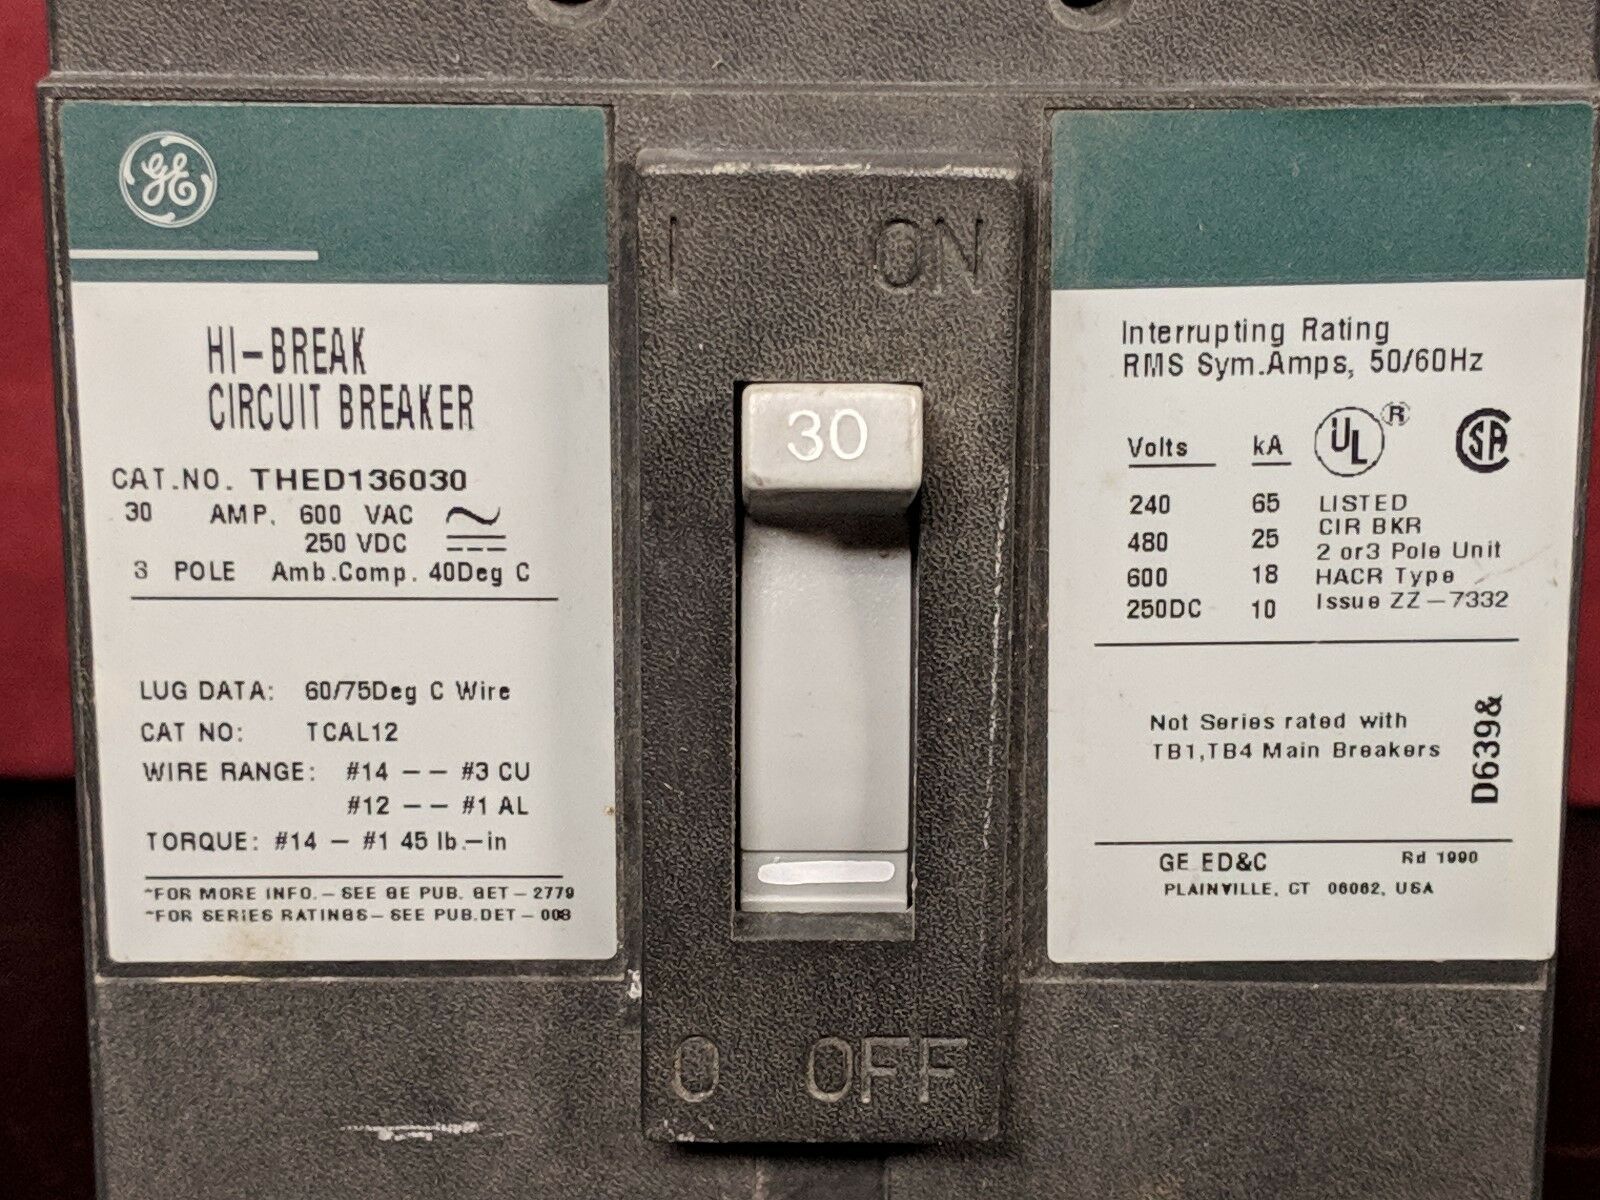 GE
HI-BREAK
CIRCUIT BREAKER
CAT.NO. THED136030
30 AMP. 600 VAC
250 VDC
3 POLE Amb.Comp. 40Deg C
LUG DATA: 60/75Deg C Wire
CAT NO: TCAL12
WIRE RANGE: #14 -- #3 CU
#12 -- #1 AL
TORQUE: #14 - #1 45 lb.-in
"FOR MORE INFO.- SEE GE PUB. GET - 2779
"FOR SERIES RATINGS- SEE PUB.DET - 008
I ON
30
O OFF
Interrupting Rating
RMS Sym.Amps, 50/60Hz
Volts kA UL ® SA
240 65 LISTED
CIR BKR
480 25 2 or3 Pole Unit
600 18 HACR Type
250DC 10 Issue ZZ-7332
Not Series rated with
TB1,TB4 Main Breakers
D639&
GE ED&C Rd 1990
PLAINVILLE, CT 06062, USA